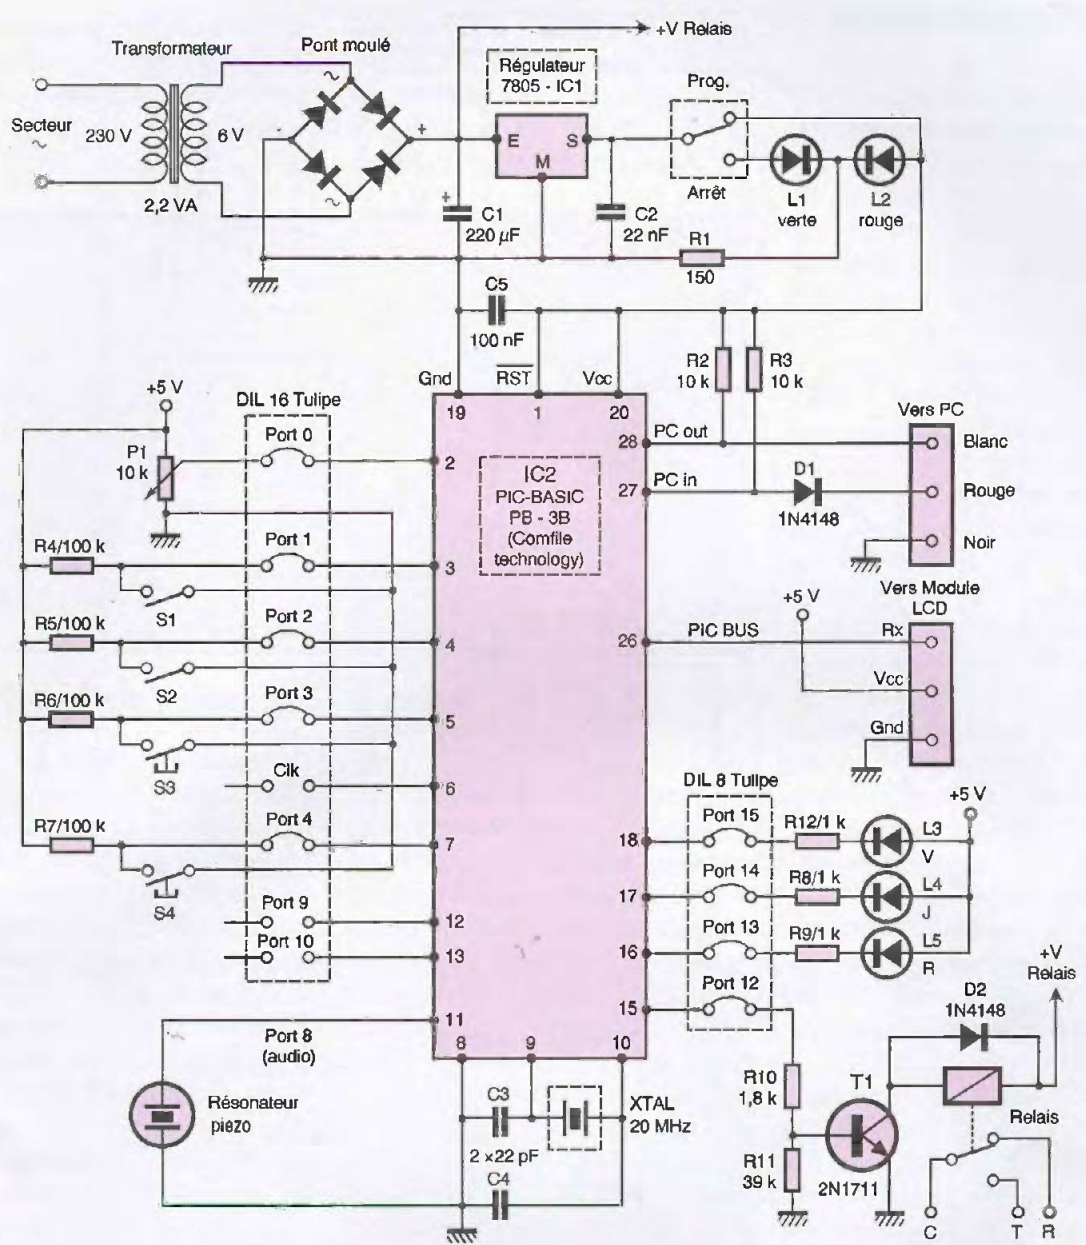 +V Relais
Transformateur
Pont moulé
Régulateur
7805 - IC1
Prog.
Secteur
~
230 V
6 V
~
~
-
+
E
S
M
Arrêt
L1
verte
L2
rouge
2,2 VA
+
C1
220 µF
C2
22 nF
R1
150
C5
100 nF
R2
10 k
R3
10 k
Gnd
RST
Vcc
+5 V
DIL 16 Tulipe
19
1
20
Vers PC
Port 0
28
PC out
Blanc
P1
10 k
2
IC2
PIC-BASIC
PB - 3B
(Comfile
technology)
27
PC in
D1
1N4148
Rouge
Noir
R4/100 k
Port 1
3
S1
+5 V
Vers Module
LCD
R5/100 k
Port 2
4
26
PIC BUS
Rx
S2
Vcc
R6/100 k
Port 3
5
Gnd
S3
Clk
6
DIL 8 Tulipe
+5 V
R7/100 k
Port 4
7
18
Port 15
R12/1 k
L3
V
S4
17
Port 14
R8/1 k
L4
J
Port 9
12
Port 10
13
16
Port 13
R9/1 k
L5
R
+V
Relais
15
Port 12
D2
1N4148
11
Port 8
(audio)
8
9
10
Résonateur
piézo
C3
2 x22 pF
C4
XTAL
20 MHz
R10
1,8 k
T1
Relais
R11
39 k
2N1711
C
T
R